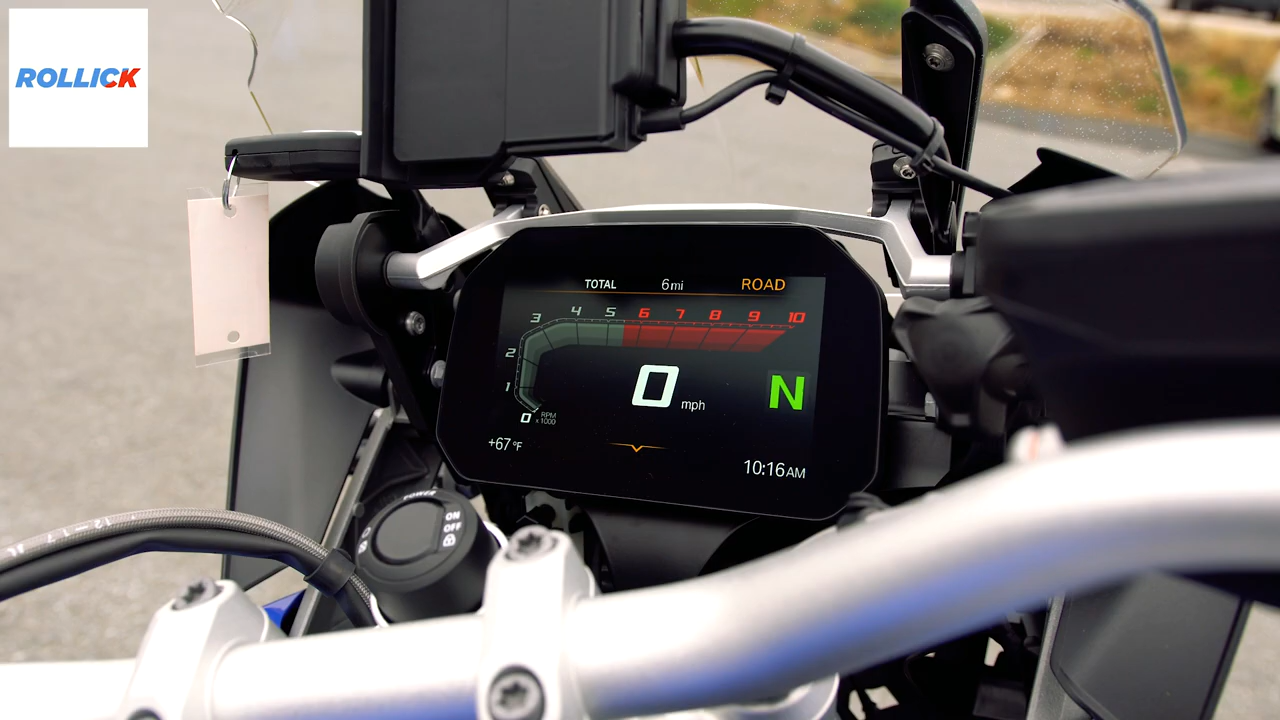 ROLLICK
TOTAL 6mi ROAD
3 4 5 6 7 8 9 10
2
1
0 mph N
0 RPM x1000
+67°F
10:16AM
POWER
ON
OFF